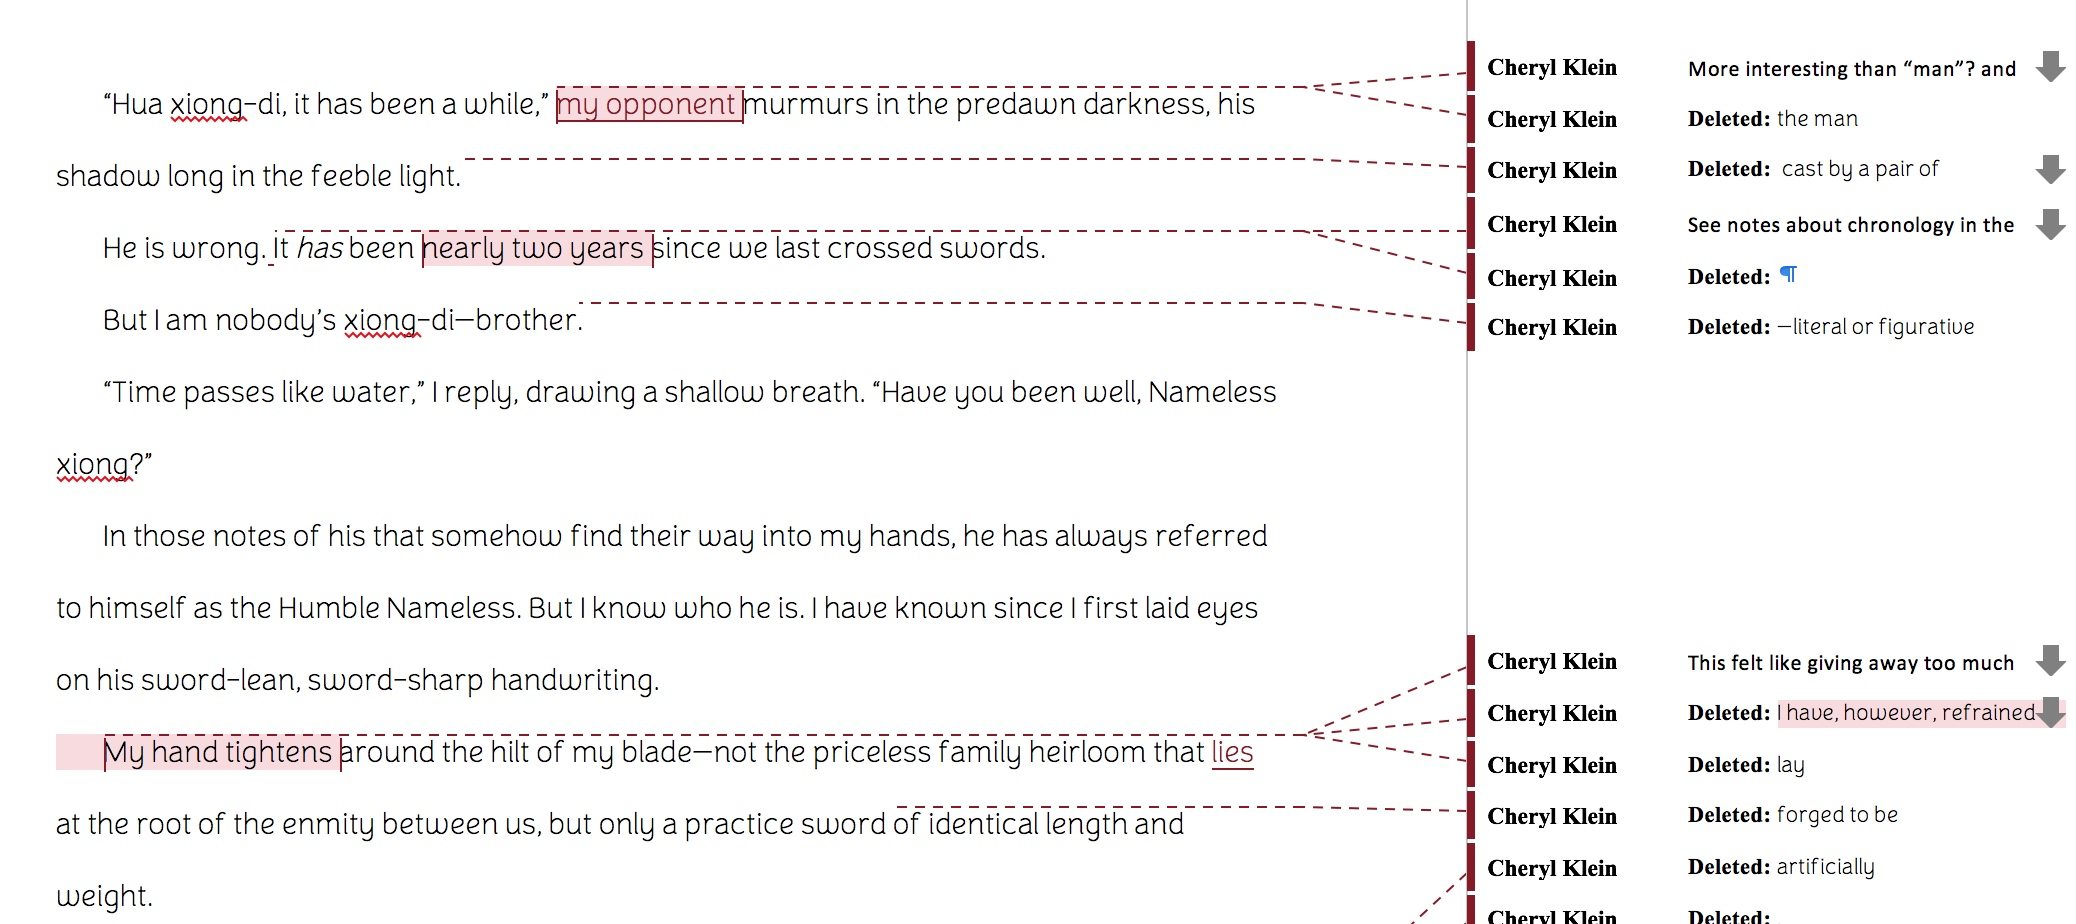 “Hua xiong-di, it has been a while,” my opponent murmurs in the predawn darkness, his
shadow long in the feeble light.
He is wrong. It has been nearly two years since we last crossed swords.
But I am nobody’s xiong-di—brother.
“Time passes like water,” I reply, drawing a shallow breath. “Have you been well, Nameless
xiong?”
In those notes of his that somehow find their way into my hands, he has always referred
to himself as the Humble Nameless. But I know who he is. I have known since I first laid eyes
on his sword-lean, sword-sharp handwriting.
My hand tightens around the hilt of my blade—not the priceless family heirloom that lies
at the root of the enmity between us, but only a practice sword of identical length and
weight.
Cheryl Klein More interesting than “man”? and
Cheryl Klein Deleted: the man
Cheryl Klein Deleted: cast by a pair of
Cheryl Klein See notes about chronology in the
Cheryl Klein Deleted: ¶
Cheryl Klein Deleted: —literal or figurative
Cheryl Klein This felt like giving away too much
Cheryl Klein Deleted: I have, however, refrained
Cheryl Klein Deleted: lay
Cheryl Klein Deleted: forged to be
Cheryl Klein Deleted: artificially
Cheryl Klein Deleted: